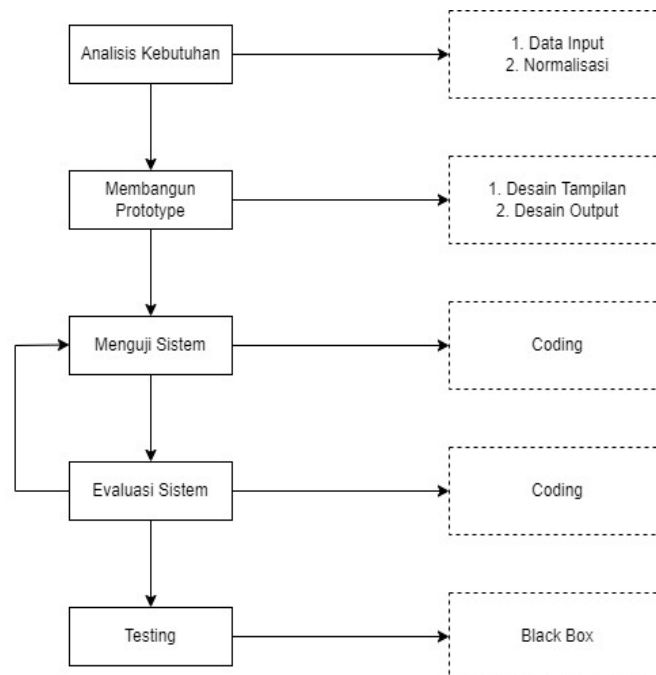 Analisis Kebutuhan
1. Data Input
2. Normalisasi
Membangun
Prototype
1. Desain Tampilan
2. Desain Output
Menguji Sistem
Coding
Evaluasi Sistem
Coding
Testing
Black Box